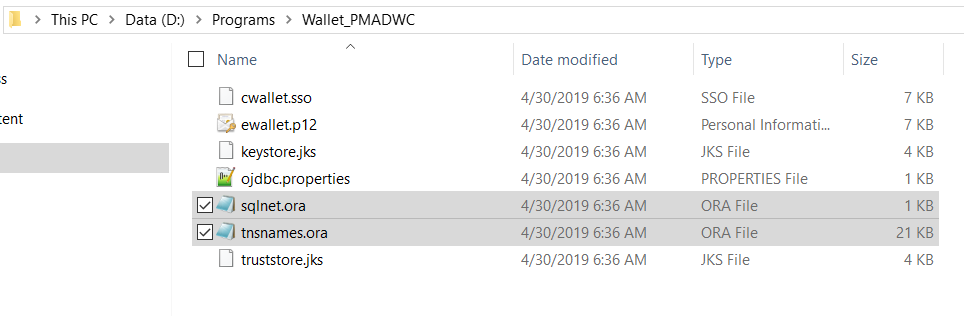 This PC > Data (D:) > Programs > Wallet_PMADWC
Name Date modified Type Size
ss
cwallet.sso 4/30/2019 6:36 AM SSO File 7 KB
tent
ewallet.p12 4/30/2019 6:36 AM Personal Informati... 7 KB
keystore.jks 4/30/2019 6:36 AM JKS File 4 KB
ojdbc.properties 4/30/2019 6:36 AM PROPERTIES File 1 KB
sqlnet.ora 4/30/2019 6:36 AM ORA File 1 KB
tnsnames.ora 4/30/2019 6:36 AM ORA File 21 KB
truststore.jks 4/30/2019 6:36 AM JKS File 4 KB